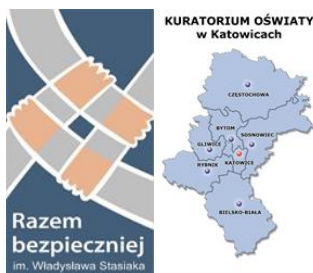 Razem
bezpieczniej
im. Władysława Stasiaka
KURATORIUM OŚWIATY
w Katowicach
CZĘSTOCHOWA
BYTOM
GLIWICE
SOSNOWIEC
KATOWICE
RYBNIK
BIELSKO-BIAŁA